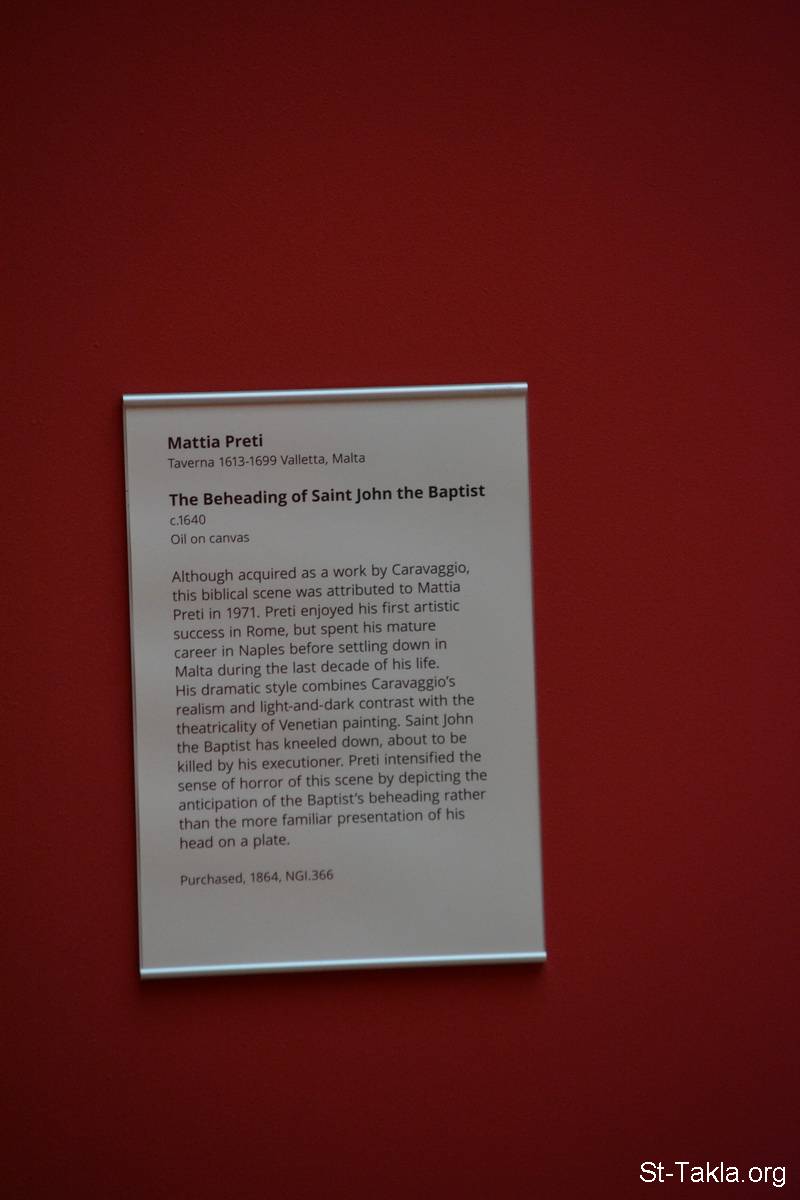 Mattia Preti
Taverna 1613-1699 Valletta, Malta
The Beheading of Saint John the Baptist
c.1640
Oil on canvas
Although acquired as a work by Caravaggio,
this biblical scene was attributed to Mattia
Preti in 1971. Preti enjoyed his first artistic
success in Rome, but spent his mature
career in Naples before settling down in
Malta during the last decade of his life.
His dramatic style combines Caravaggio's
realism and light-and-dark contrast with the
theatricality of Venetian painting. Saint John
the Baptist has kneeled down, about to be
killed by his executioner. Preti intensified the
sense of horror of this scene by depicting the
anticipation of the Baptist's beheading rather
than the more familiar presentation of his
head on a plate.
Purchased, 1864, NGI.366
St-Takla.org